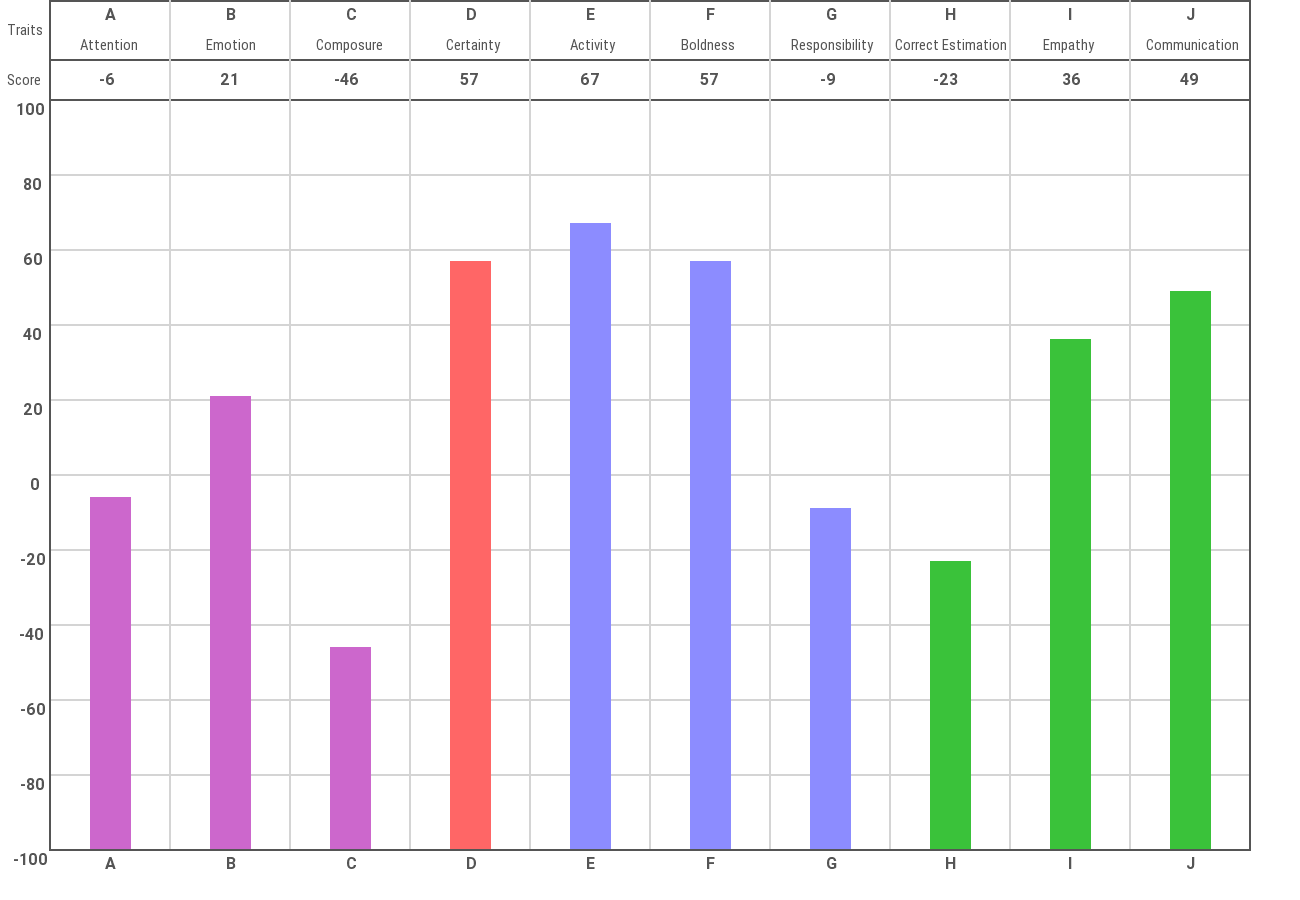 A B C D E F G H I J
Traits
Attention Emotion Composure Certainty Activity Boldness Responsibility Correct Estimation Empathy Communication
Score -6 21 -46 57 67 57 -9 -23 36 49
100
80
60
40
20
0
-20
-40
-60
-80
-100
A B C D E F G H I J